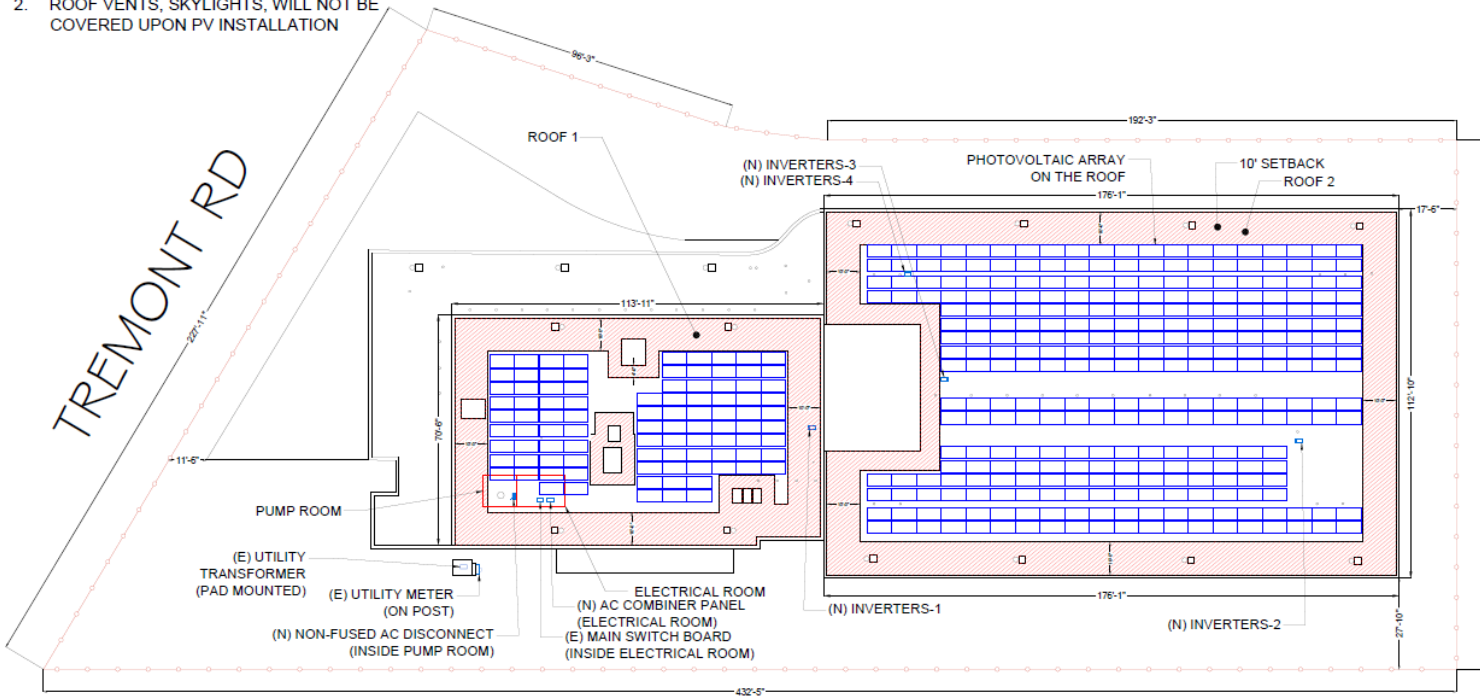 2. ROOF VENTS, SKYLIGHTS, WILL NOT BE
COVERED UPON PV INSTALLATION
96'-3"
TREMONT RD
227'-11"
ROOF 1
192'-3"
(N) INVERTERS-3
(N) INVERTERS-4
PHOTOVOLTAIC ARRAY
ON THE ROOF
10' SETBACK
ROOF 2
176'-1"
17'-6"
113'-11"
70'-6"
112'-10"
11'-6"
PUMP ROOM
(E) UTILITY
TRANSFORMER
(PAD MOUNTED)
(E) UTILITY METER
(ON POST)
(N) NON-FUSED AC DISCONNECT
(INSIDE PUMP ROOM)
ELECTRICAL ROOM
(N) AC COMBINER PANEL
(ELECTRICAL ROOM)
(E) MAIN SWITCH BOARD
(INSIDE ELECTRICAL ROOM)
(N) INVERTERS-1
176'-1"
(N) INVERTERS-2
27'-10"
432'-5"